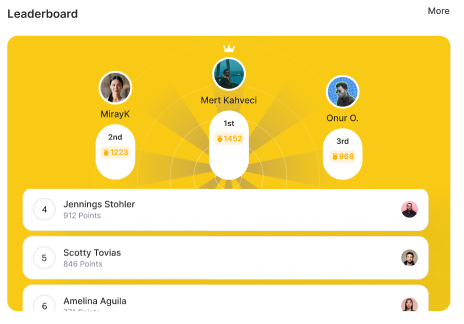 Leaderboard
More
MirayK
Mert Kahveci
Onur O.
2nd
1223
1st
1452
3rd
968
4
Jennings Stohler
912 Points
5
Scotty Tovias
846 Points
6
Amelina Aguila